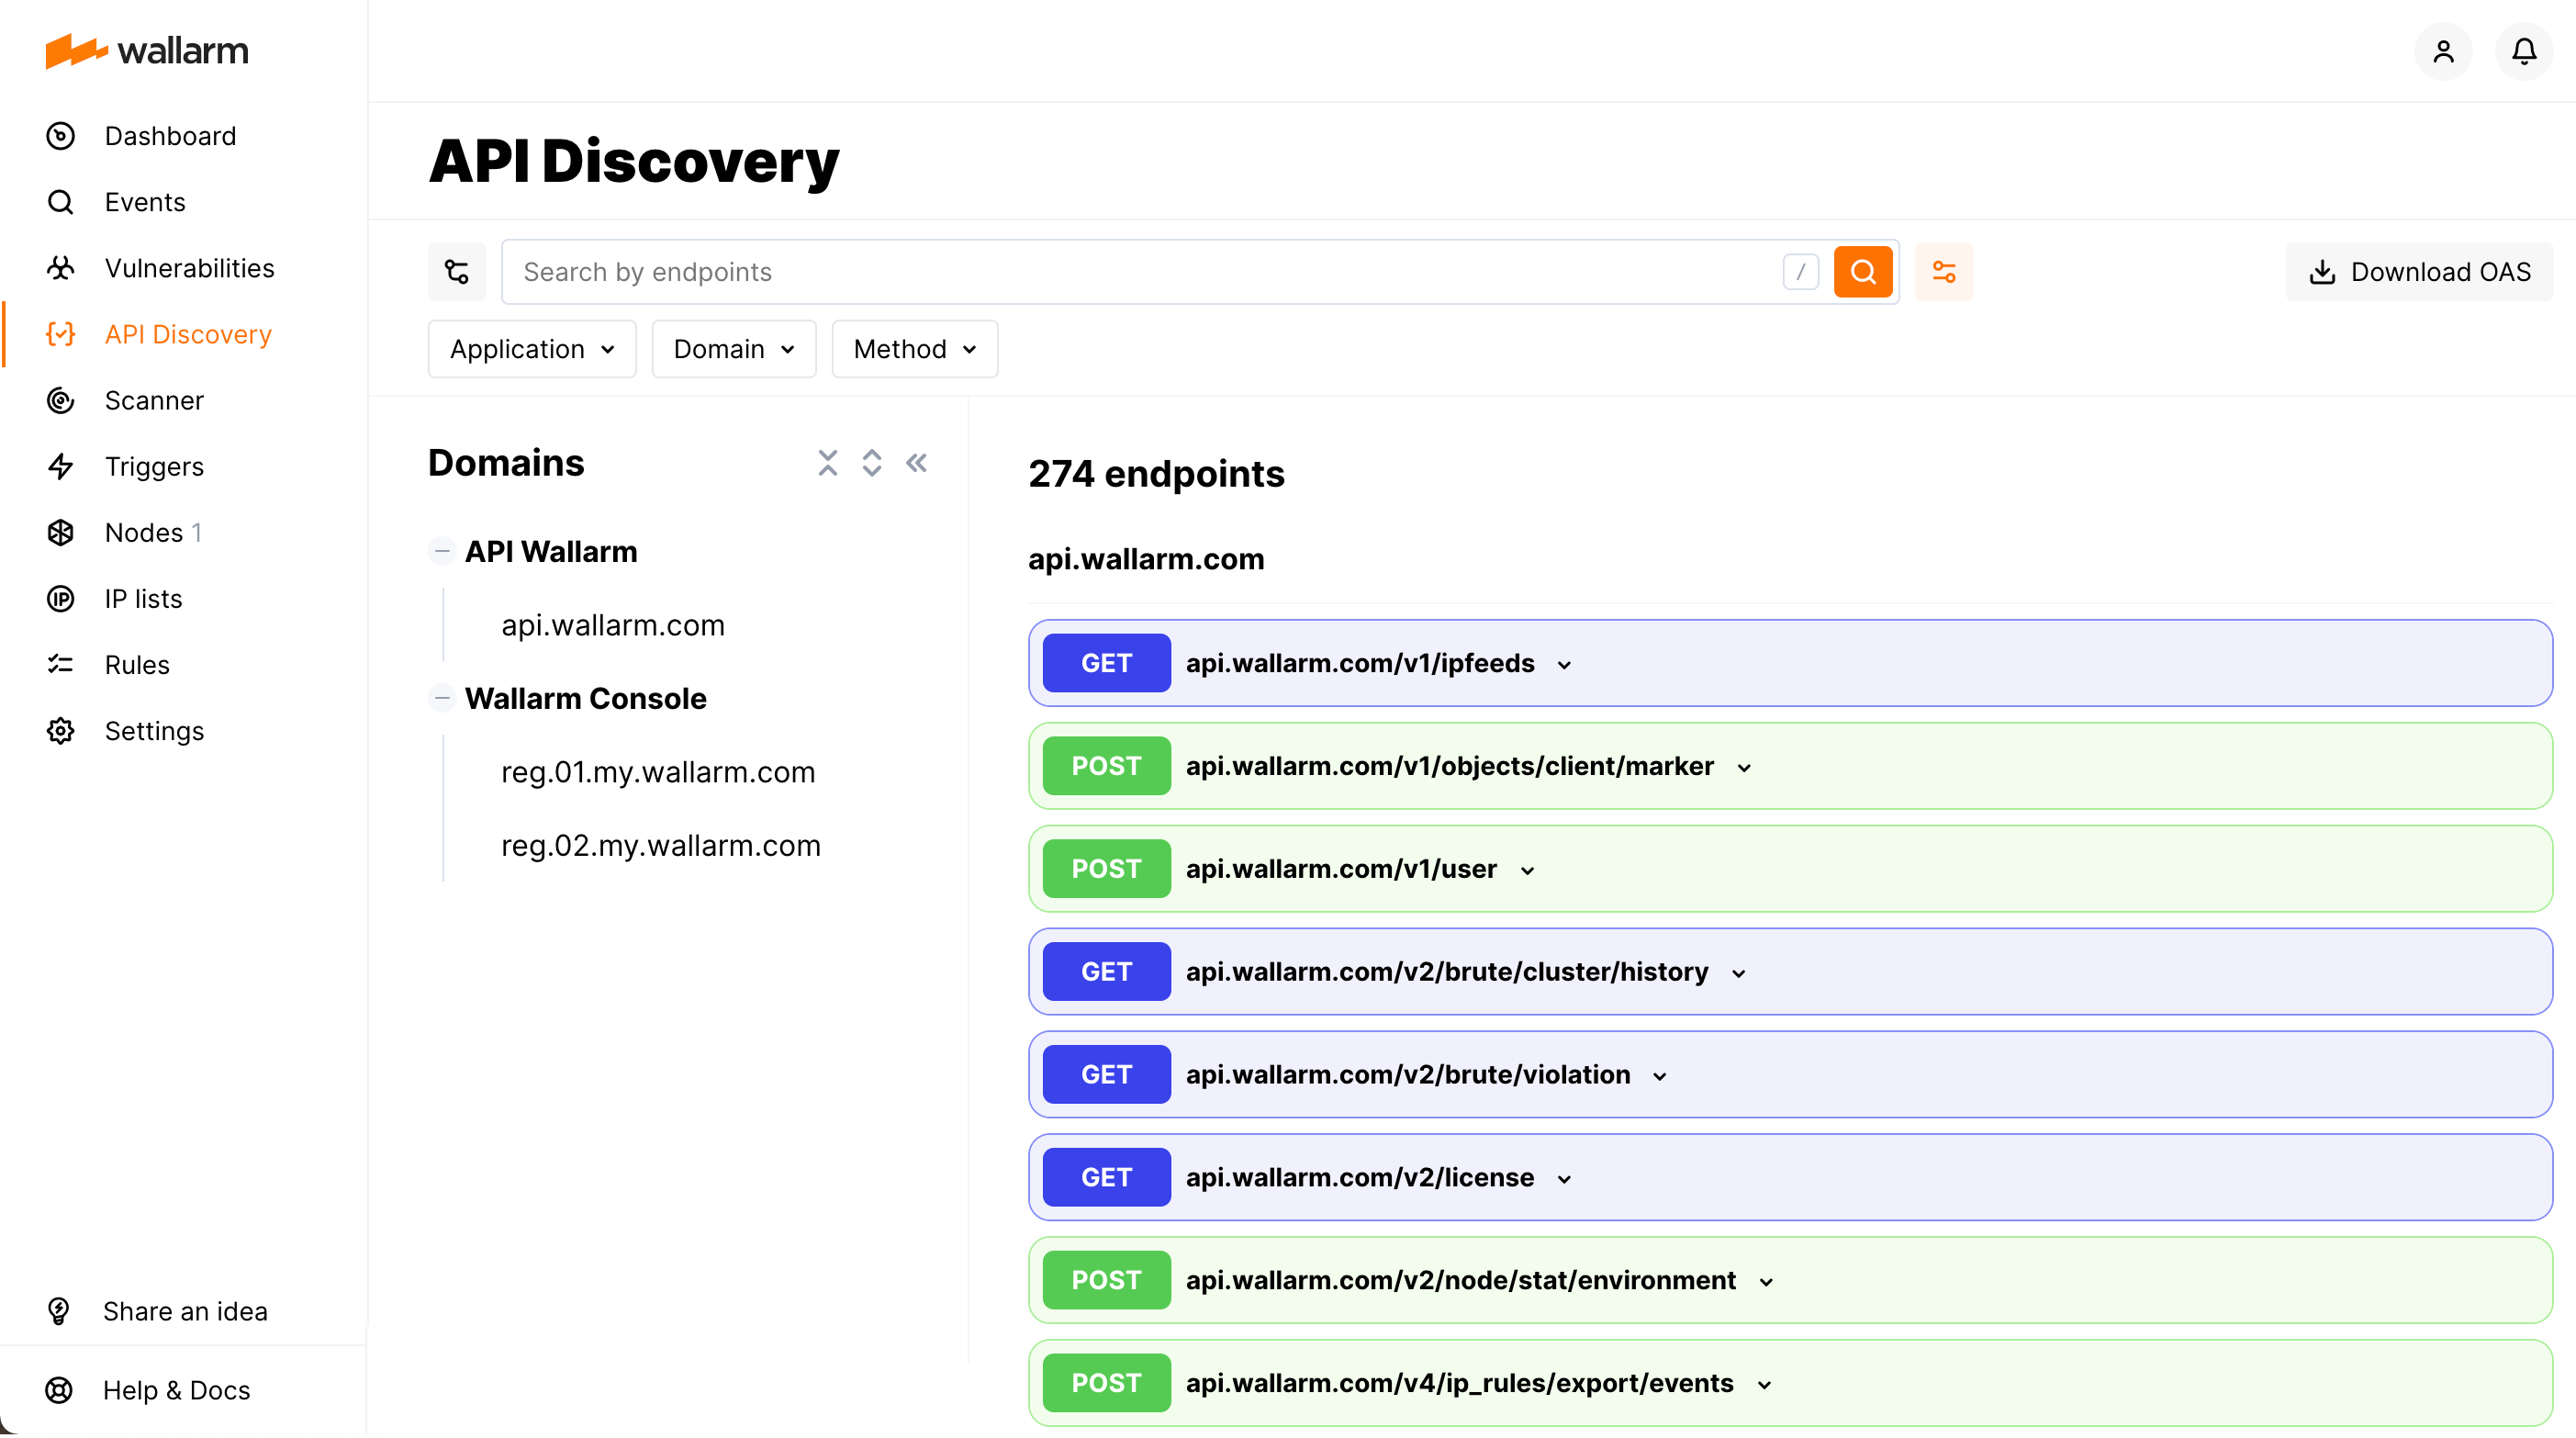 wallarm
Dashboard
Events
Vulnerabilities
API Discovery
Scanner
Triggers
Nodes 1
IP lists
Rules
Settings
Share an idea
Help & Docs
API Discovery
Search by endpoints
/
Download OAS
Application
Domain
Method
Domains
API Wallarm
api.wallarm.com
Wallarm Console
reg.01.my.wallarm.com
reg.02.my.wallarm.com
274 endpoints
api.wallarm.com
GET api.wallarm.com/v1/ipfeeds
POST api.wallarm.com/v1/objects/client/marker
POST api.wallarm.com/v1/user
GET api.wallarm.com/v2/brute/cluster/history
GET api.wallarm.com/v2/brute/violation
GET api.wallarm.com/v2/license
POST api.wallarm.com/v2/node/stat/environment
POST api.wallarm.com/v4/ip_rules/export/events